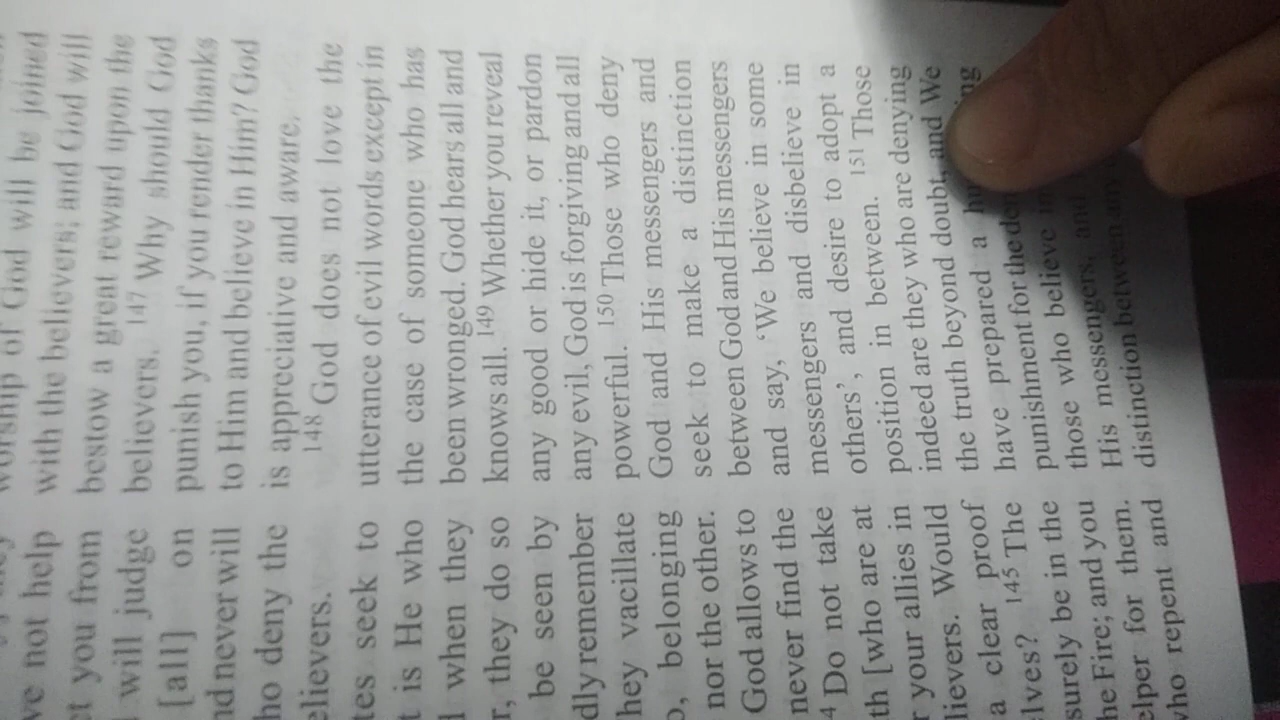 ve not help
ct you from
will judge
[all] on
nd never will
ho deny the
elievers.
tes seek to
t is He who
l when they
r, they do so
be seen by
dly remember
hey vacillate
o, belonging
nor the other.
God allows to
never find the
4 Do not take
th [who are at
r your allies in
lievers. Would
a clear proof
elves? 145 The
surely be in the
he Fire; and you
elper for them.
who repent and
worship of God will be joined
with the believers; and God will
bestow a great reward upon the
believers. 147 Why should God
punish you, if you render thanks
to Him and believe in Him? God
is appreciative and aware.
148 God does not love the
utterance of evil words except in
the case of someone who has
been wronged. God hears all and
knows all. 149 Whether you reveal
any good or hide it, or pardon
any evil, God is forgiving and all
powerful. 150 Those who deny
God and His messengers and
seek to make a distinction
between God and His messengers
and say, ‘We believe in some
messengers and disbelieve in
others’, and desire to adopt a
position in between. 151 Those
indeed are they who are denying
the truth beyond doubt, and We
have prepared a
punishment for the
those who believe
His messengers, and
distinction between